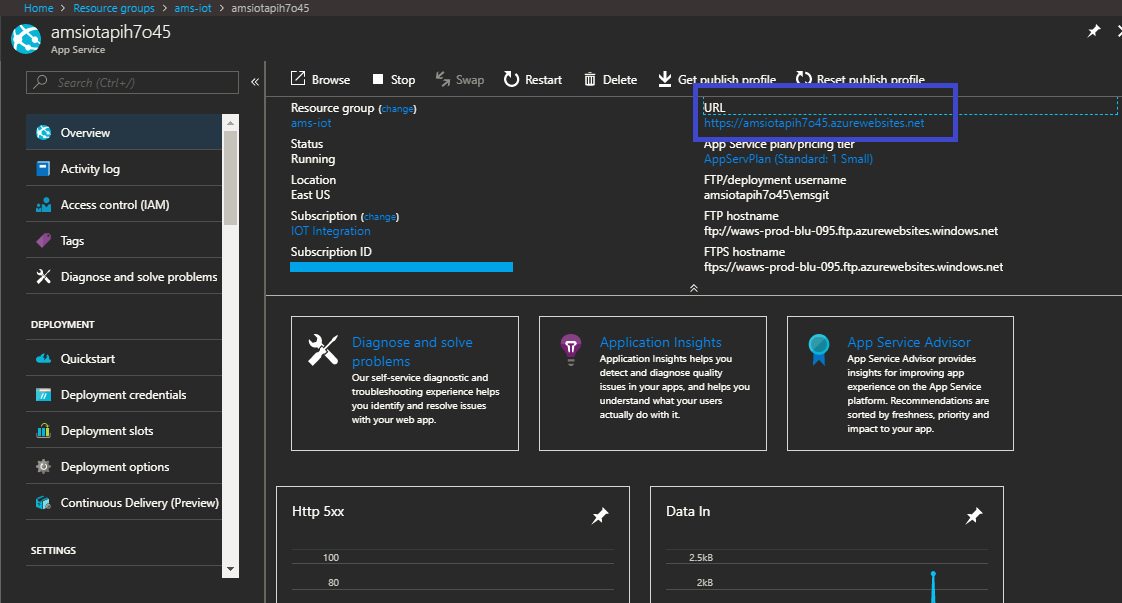 Home > Resource groups > ams-iot > amsiotapih7o45
amsiotapih7o45
App Service
Search (Ctrl+/)
Overview
Activity log
Access control (IAM)
Tags
Diagnose and solve problems
DEPLOYMENT
Quickstart
Deployment credentials
Deployment slots
Deployment options
Continuous Delivery (Preview)
SETTINGS
Browse Stop Swap Restart Delete Get publish profile Reset publish profile
Resource group (change)
ams-iot
Status
Running
Location
East US
Subscription (change)
IOT Integration
Subscription ID
URL
https://amsiotapih7o45.azurewebsites.net
App Service plan/pricing tier
AppServPlan (Standard: 1 Small)
FTP/deployment username
amsiotapih7o45\emsgit
FTP hostname
ftp://waws-prod-blu-095.ftp.azurewebsites.windows.net
FTPS hostname
ftps://waws-prod-blu-095.ftp.azurewebsites.windows.net
Diagnose and solve
problems
Our self-service diagnostic and
troubleshooting experience helps
you identify and resolve issues
with your web app.
Application Insights
Application Insights helps you
detect and diagnose quality
issues in your apps, and helps you
understand what your users
actually do with it.
App Service Advisor
App Service Advisor provides
insights for improving app
experience on the App Service
platform. Recommendations are
sorted by freshness, priority and
impact to your app.
Http 5xx
100
80
Data In
2.5kB
2kB